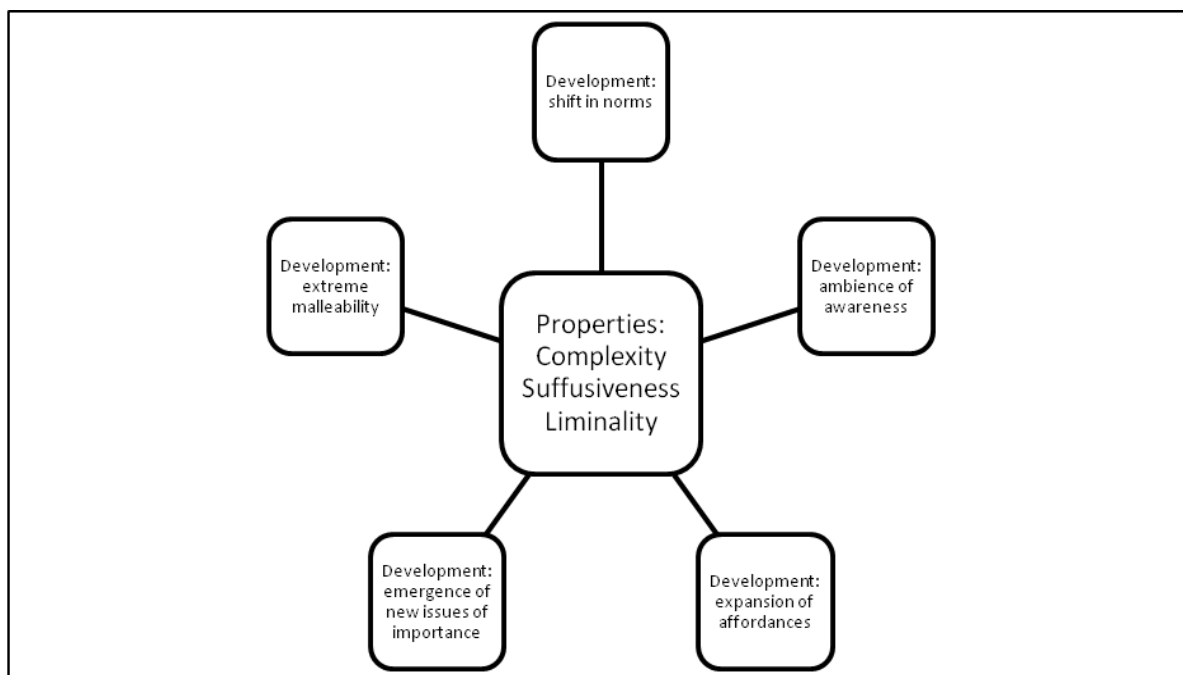 Development:
shift in norms
Development:
extreme
malleability
Development:
ambience of
awareness
Properties:
Complexity
Suffusiveness
Liminality
Development:
emergence of
new issues of
importance
Development:
expansion of
affordances